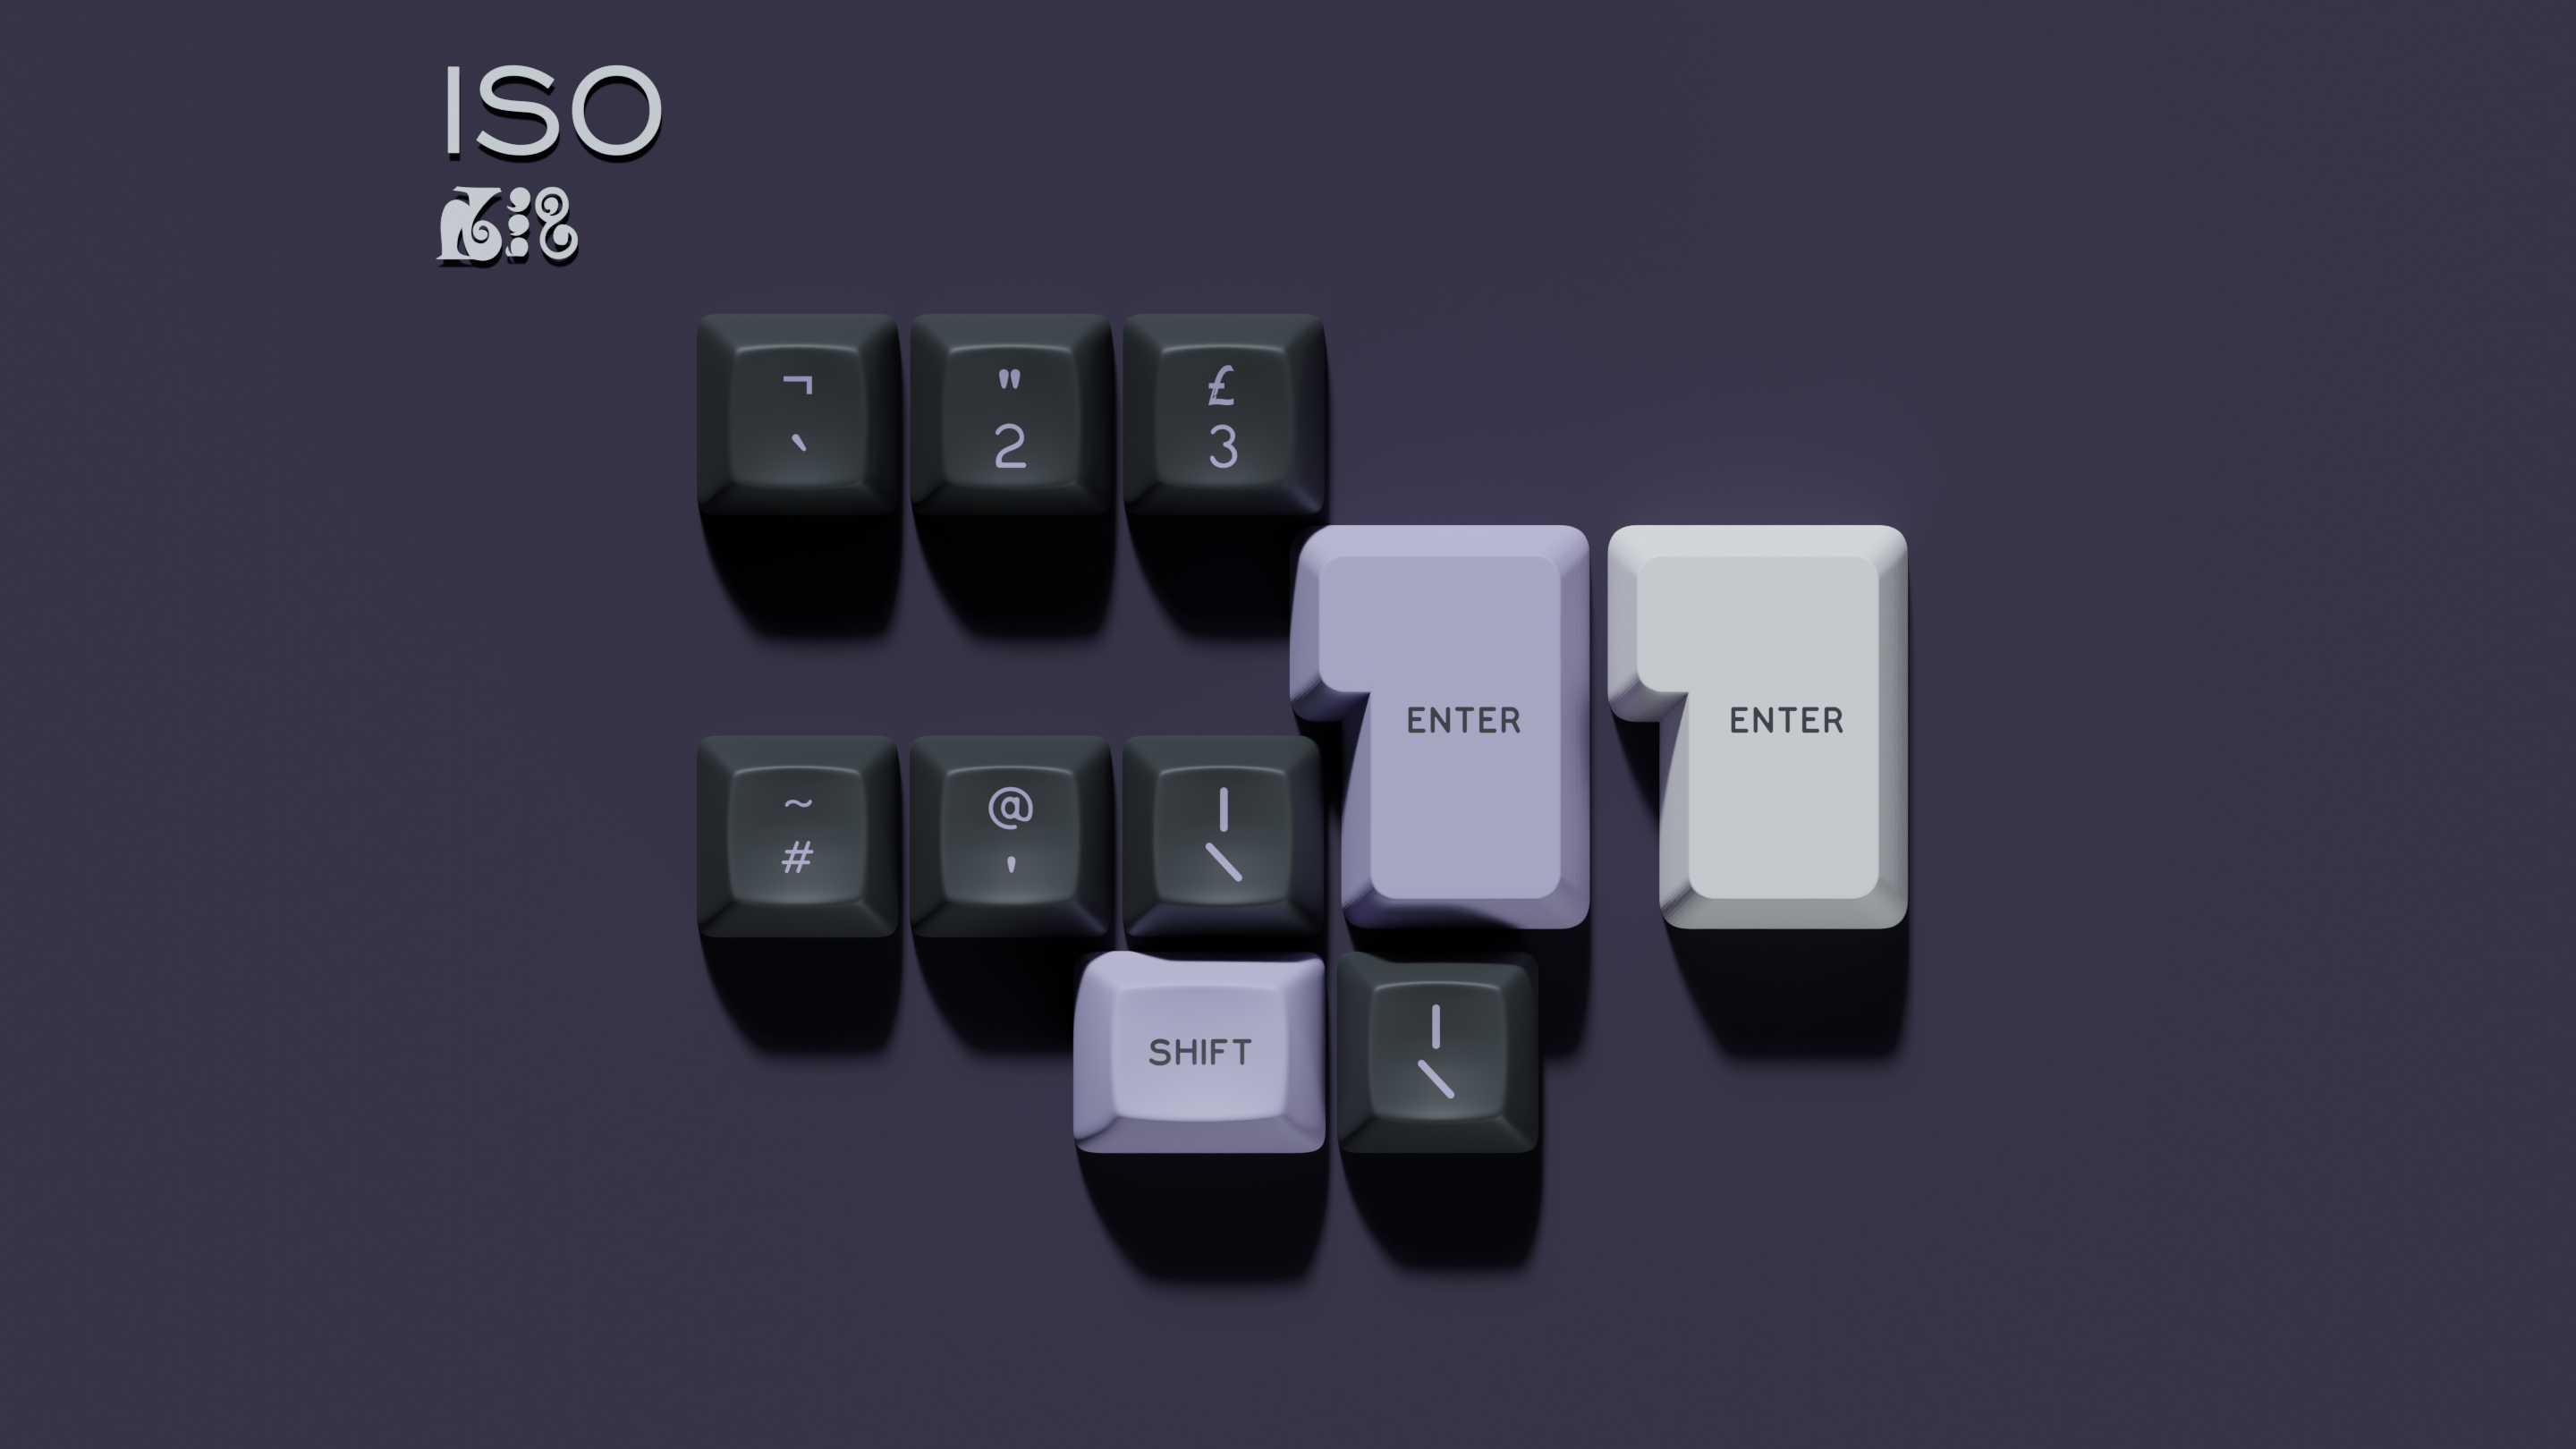 ISO
¬ " £
` 2 3
ENTER ENTER
~ @ |
# ' \
SHIFT |
\